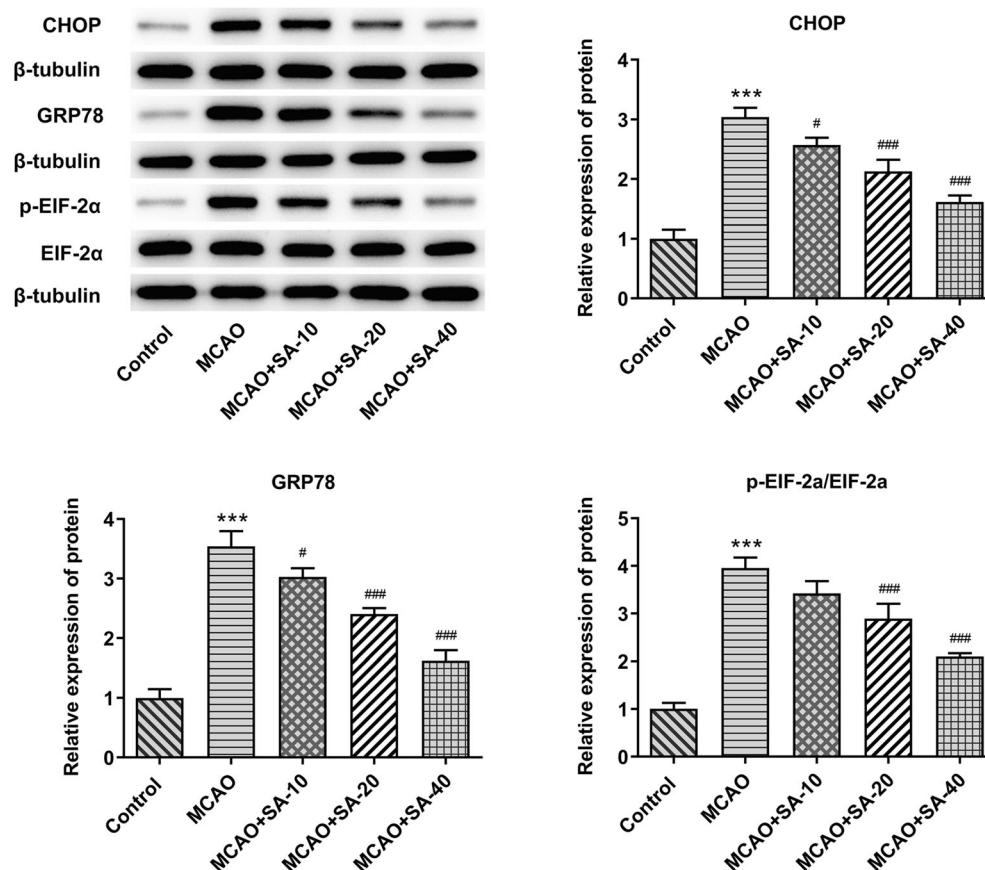 CHOP
β-tubulin
GRP78
β-tubulin
p-EIF-2α
EIF-2α
β-tubulin
Control
MCAO
MCAO+SA-10
MCAO+SA-20
MCAO+SA-40
CHOP
Relative expression of protein
4
3
2
1
0
***
#
###
###
Control
MCAO
MCAO+SA-10
MCAO+SA-20
MCAO+SA-40
GRP78
Relative expression of protein
4
3
2
1
0
***
#
###
###
Control
MCAO
MCAO+SA-10
MCAO+SA-20
MCAO+SA-40
p-EIF-2a/EIF-2a
Relative expression of protein
5
4
3
2
1
0
***
###
###
Control
MCAO
MCAO+SA-10
MCAO+SA-20
MCAO+SA-40